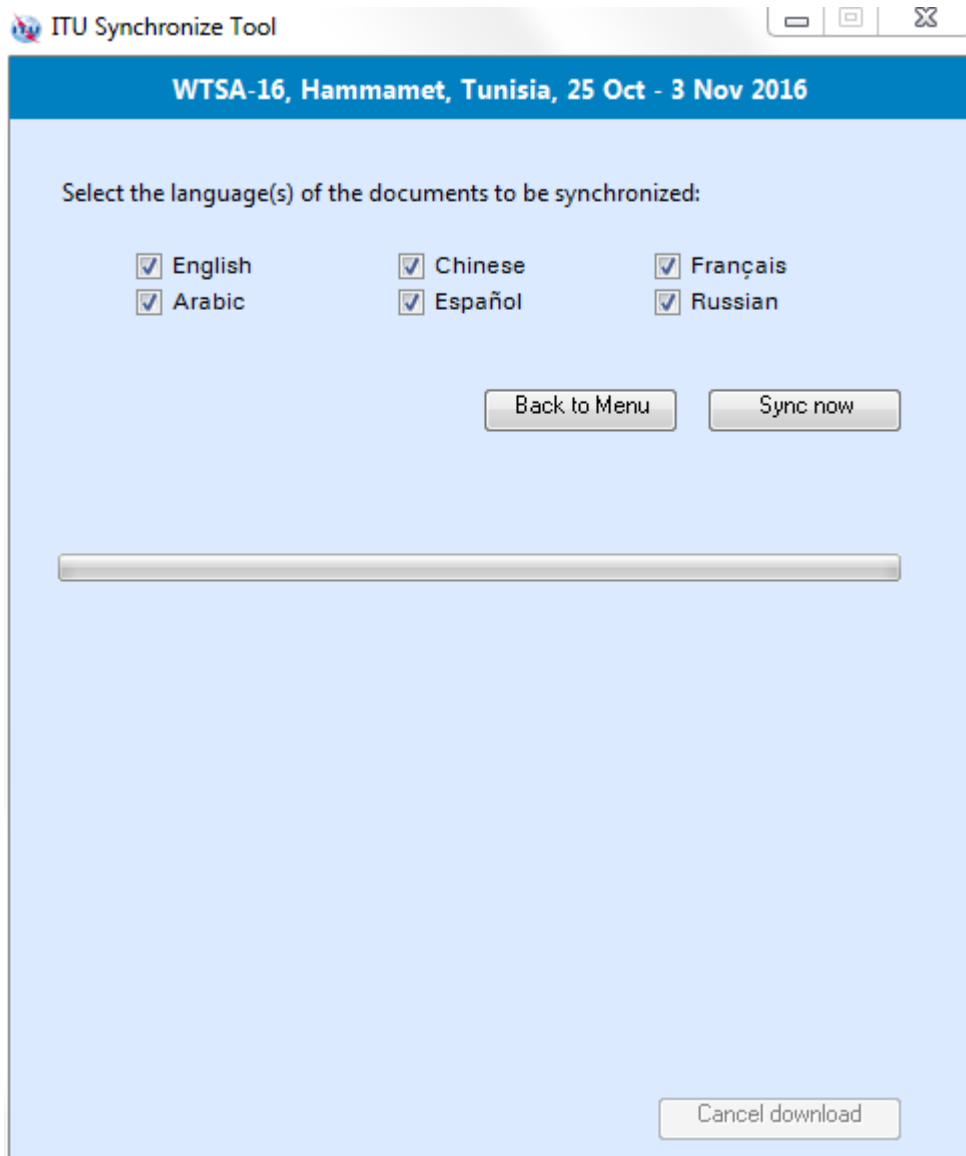 ITU Synchronize Tool
WTSA-16, Hammamet, Tunisia, 25 Oct - 3 Nov 2016
Select the language(s) of the documents to be synchronized:
English Chinese Français
Arabic Español Russian
Back to Menu Sync now
Cancel download